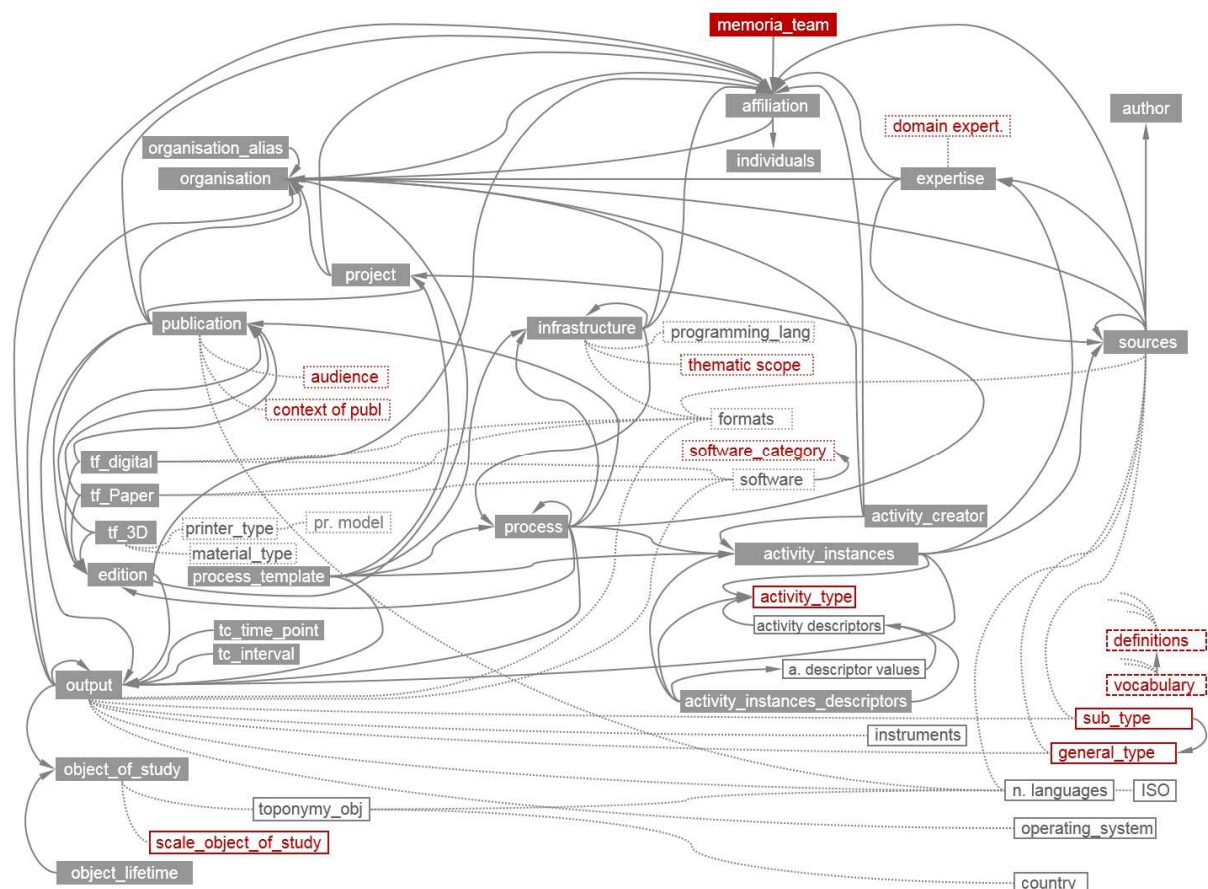 memoria_team
affiliation
author
domain expert.
organisation_alias
individuals
organisation
expertise
project
publication
infrastructure
programming_lang
sources
thematic scope
audience
context of publ
formats
software_category
tf_digital
software
tf_Paper
activity_creator
tf_3D
printer_type
pr. model
process
material_type
activity_instances
edition
process_template
activity_type
activity descriptors
tc_time_point
definitions
tc_interval
a. descriptor values
output
vocabulary
activity_instances_descriptors
sub_type
instruments
general_type
object_of_study
n. languages
ISO
toponymy_obj
operating_system
scale_object_of_study
object_lifetime
country